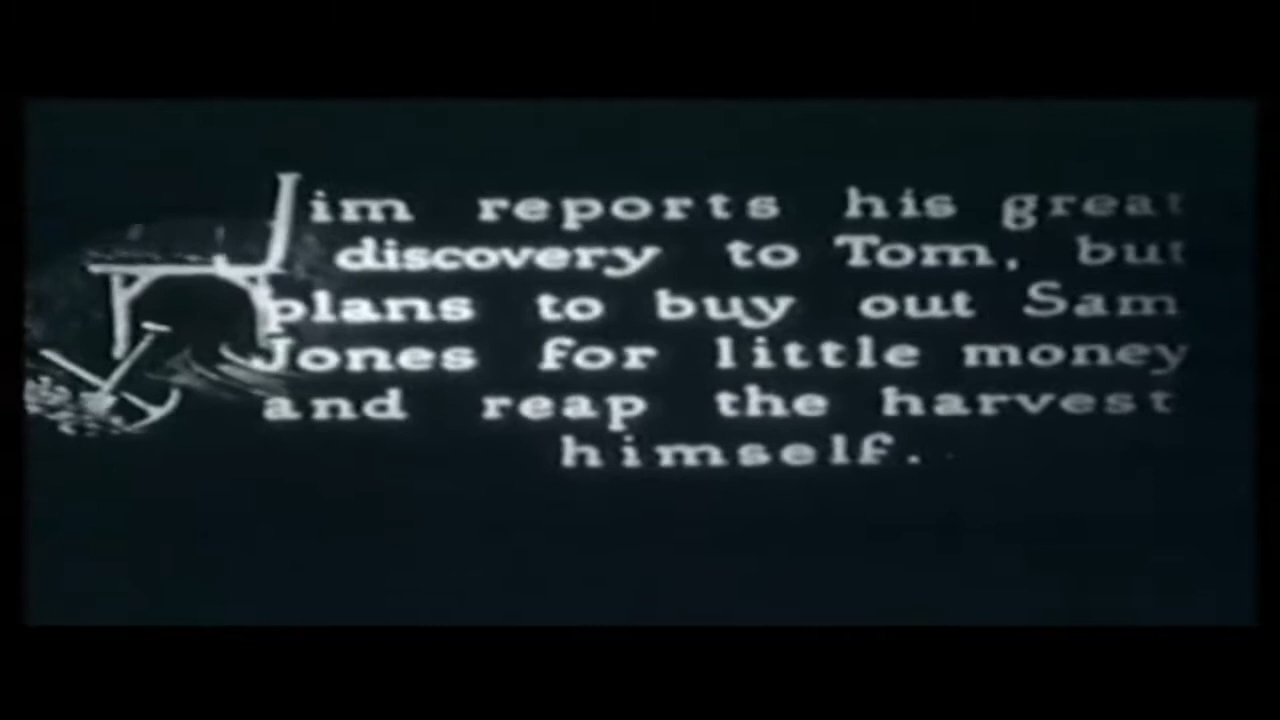 Jim reports his great
discovery to Tom, but
plans to buy out Sam
Jones for little money
and reap the harvest
himself.